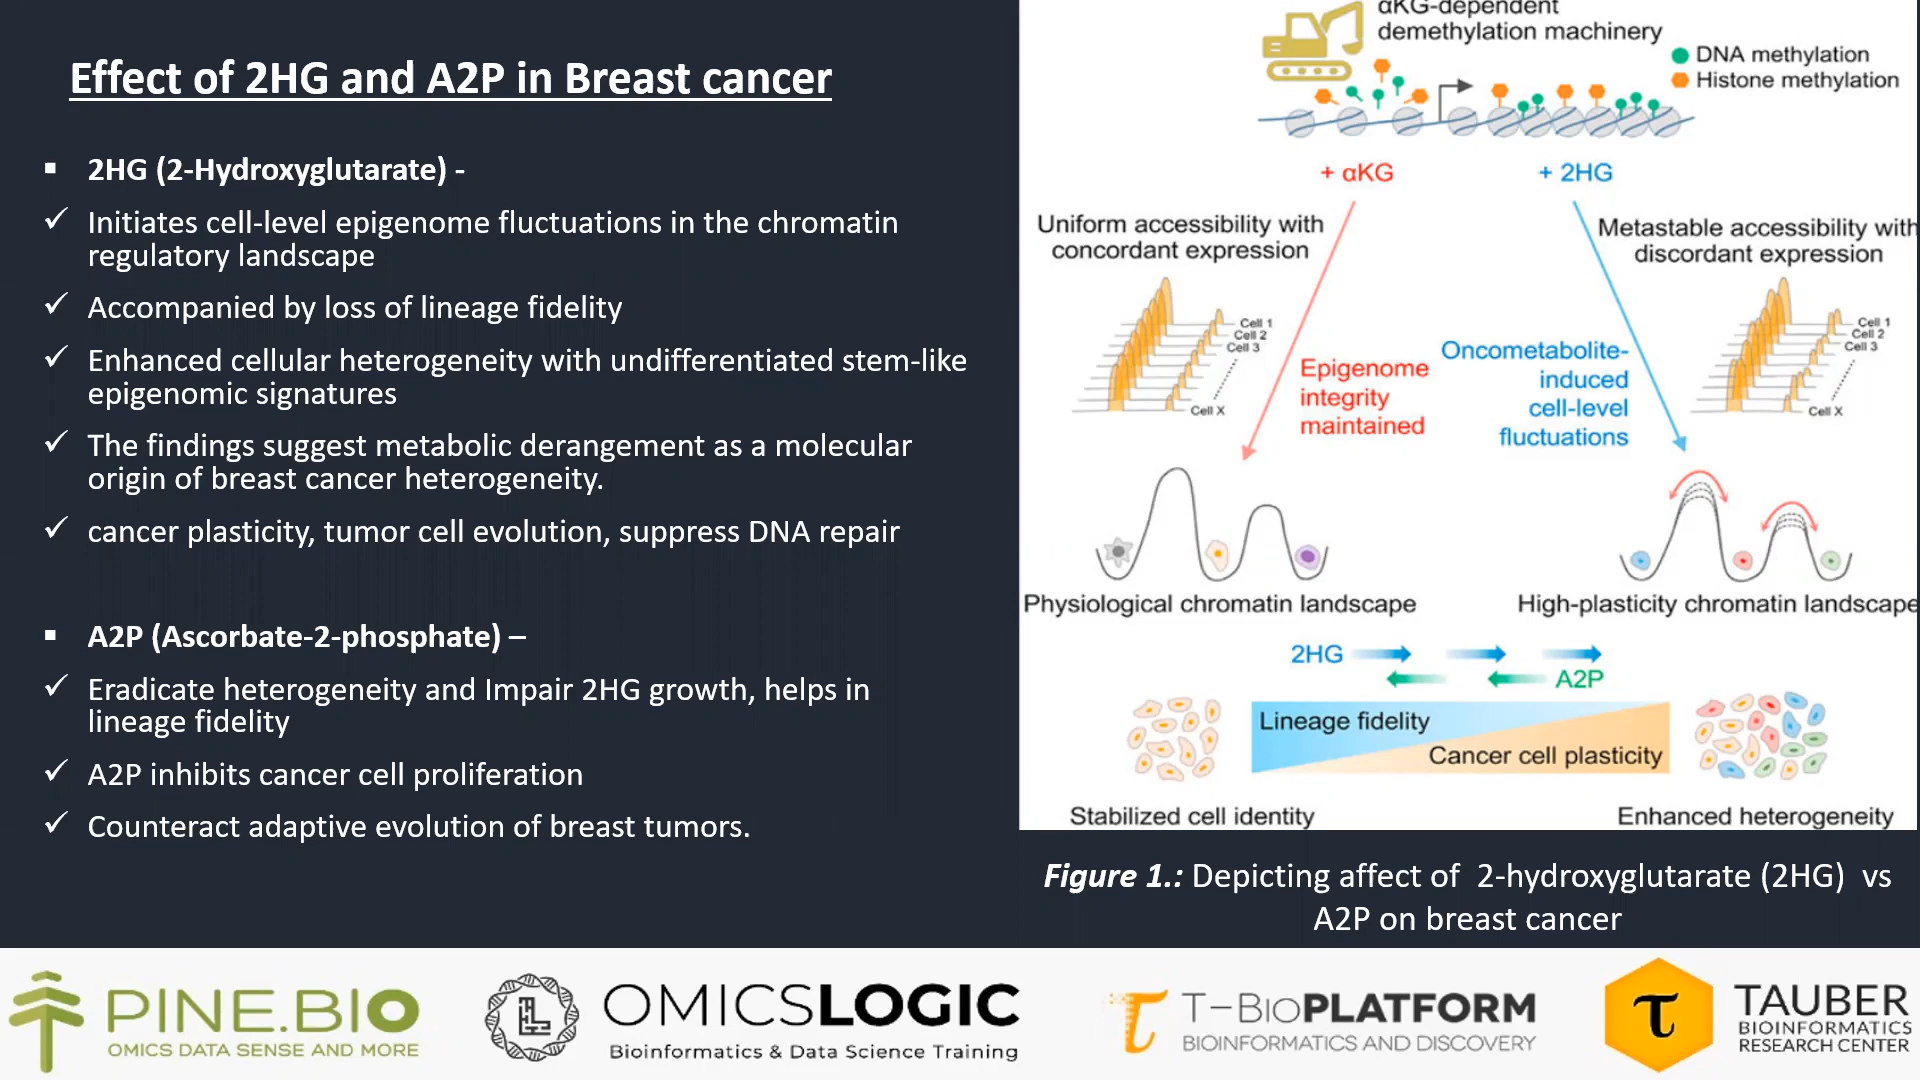 Effect of 2HG and A2P in Breast cancer
▪ 2HG (2-Hydroxyglutarate) -
✓ Initiates cell-level epigenome fluctuations in the chromatin
regulatory landscape
✓ Accompanied by loss of lineage fidelity
✓ Enhanced cellular heterogeneity with undifferentiated stem-like
epigenomic signatures
✓ The findings suggest metabolic derangement as a molecular
origin of breast cancer heterogeneity.
✓ cancer plasticity, tumor cell evolution, suppress DNA repair
▪ A2P (Ascorbate-2-phosphate) –
✓ Eradicate heterogeneity and Impair 2HG growth, helps in
lineage fidelity
✓ A2P inhibits cancer cell proliferation
✓ Counteract adaptive evolution of breast tumors.
αKG-dependent
demethylation machinery
DNA methylation
Histone methylation
+ αKG
+ 2HG
Uniform accessibility with
concordant expression
Metastable accessibility with
discordant expression
Cell 1
Cell 2
Cell 3
Cell X
Cell 1
Cell 2
Cell 3
Cell X
Epigenome
integrity
maintained
Oncometabolite-
induced
cell-level
fluctuations
Physiological chromatin landscape
High-plasticity chromatin landscape
2HG
A2P
Lineage fidelity
Cancer cell plasticity
Stabilized cell identity
Enhanced heterogeneity
Figure 1.: Depicting affect of 2-hydroxyglutarate (2HG) vs
A2P on breast cancer
PINE.BIO
OMICS DATA SENSE AND MORE
OMICSLOGIC
Bioinformatics & Data Science Training
T-BioPLATFORM
BIOINFORMATICS AND DISCOVERY
TAUBER
BIOINFORMATICS
RESEARCH CENTER